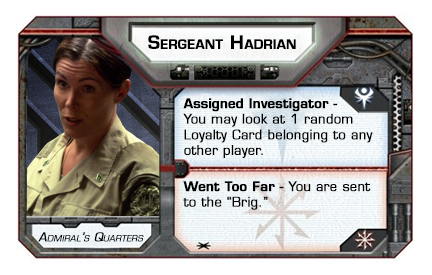 SERGEANT HADRIAN
Assigned Investigator -
You may look at 1 random
Loyalty Card belonging to any
other player.
Went Too Far - You are sent
to the "Brig."
ADMIRAL'S QUARTERS